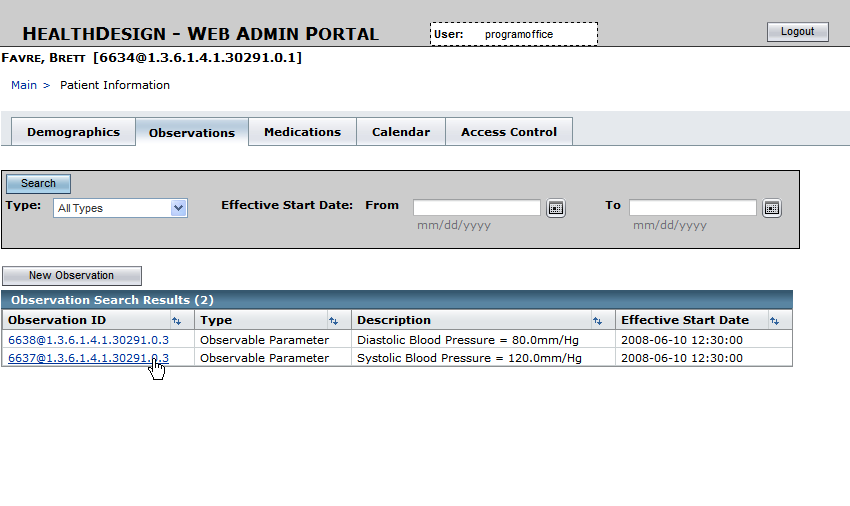 HEALTHDESIGN - WEB ADMIN PORTAL
User: programoffice
Logout
FAVRE, BRETT [6634@1.3.6.1.4.1.30291.0.1]
Main > Patient Information
Demographics Observations Medications Calendar Access Control
Search
Type: All Types Effective Start Date: From To
mm/dd/yyyy mm/dd/yyyy
New Observation
Observation Search Results (2)
Observation ID Type Description Effective Start Date
6638@1.3.6.1.4.1.30291.0.3 Observable Parameter Diastolic Blood Pressure = 80.0mm/Hg 2008-06-10 12:30:00
6637@1.3.6.1.4.1.30291.0.3 Observable Parameter Systolic Blood Pressure = 120.0mm/Hg 2008-06-10 12:30:00